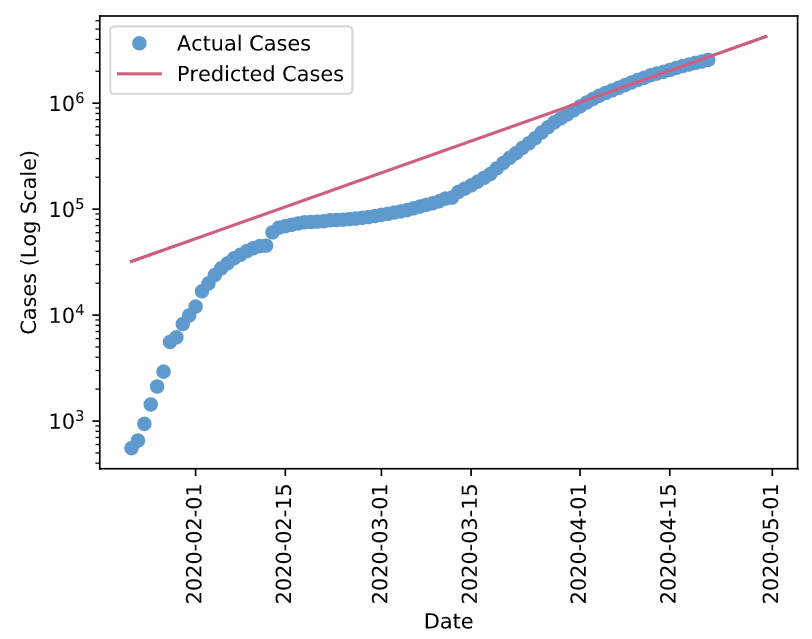 Actual Cases
Predicted Cases
10^6
10^5
10^4
10^3
Cases (Log Scale)
2020-02-01
2020-02-15
2020-03-01
2020-03-15
2020-04-01
2020-04-15
2020-05-01
Date